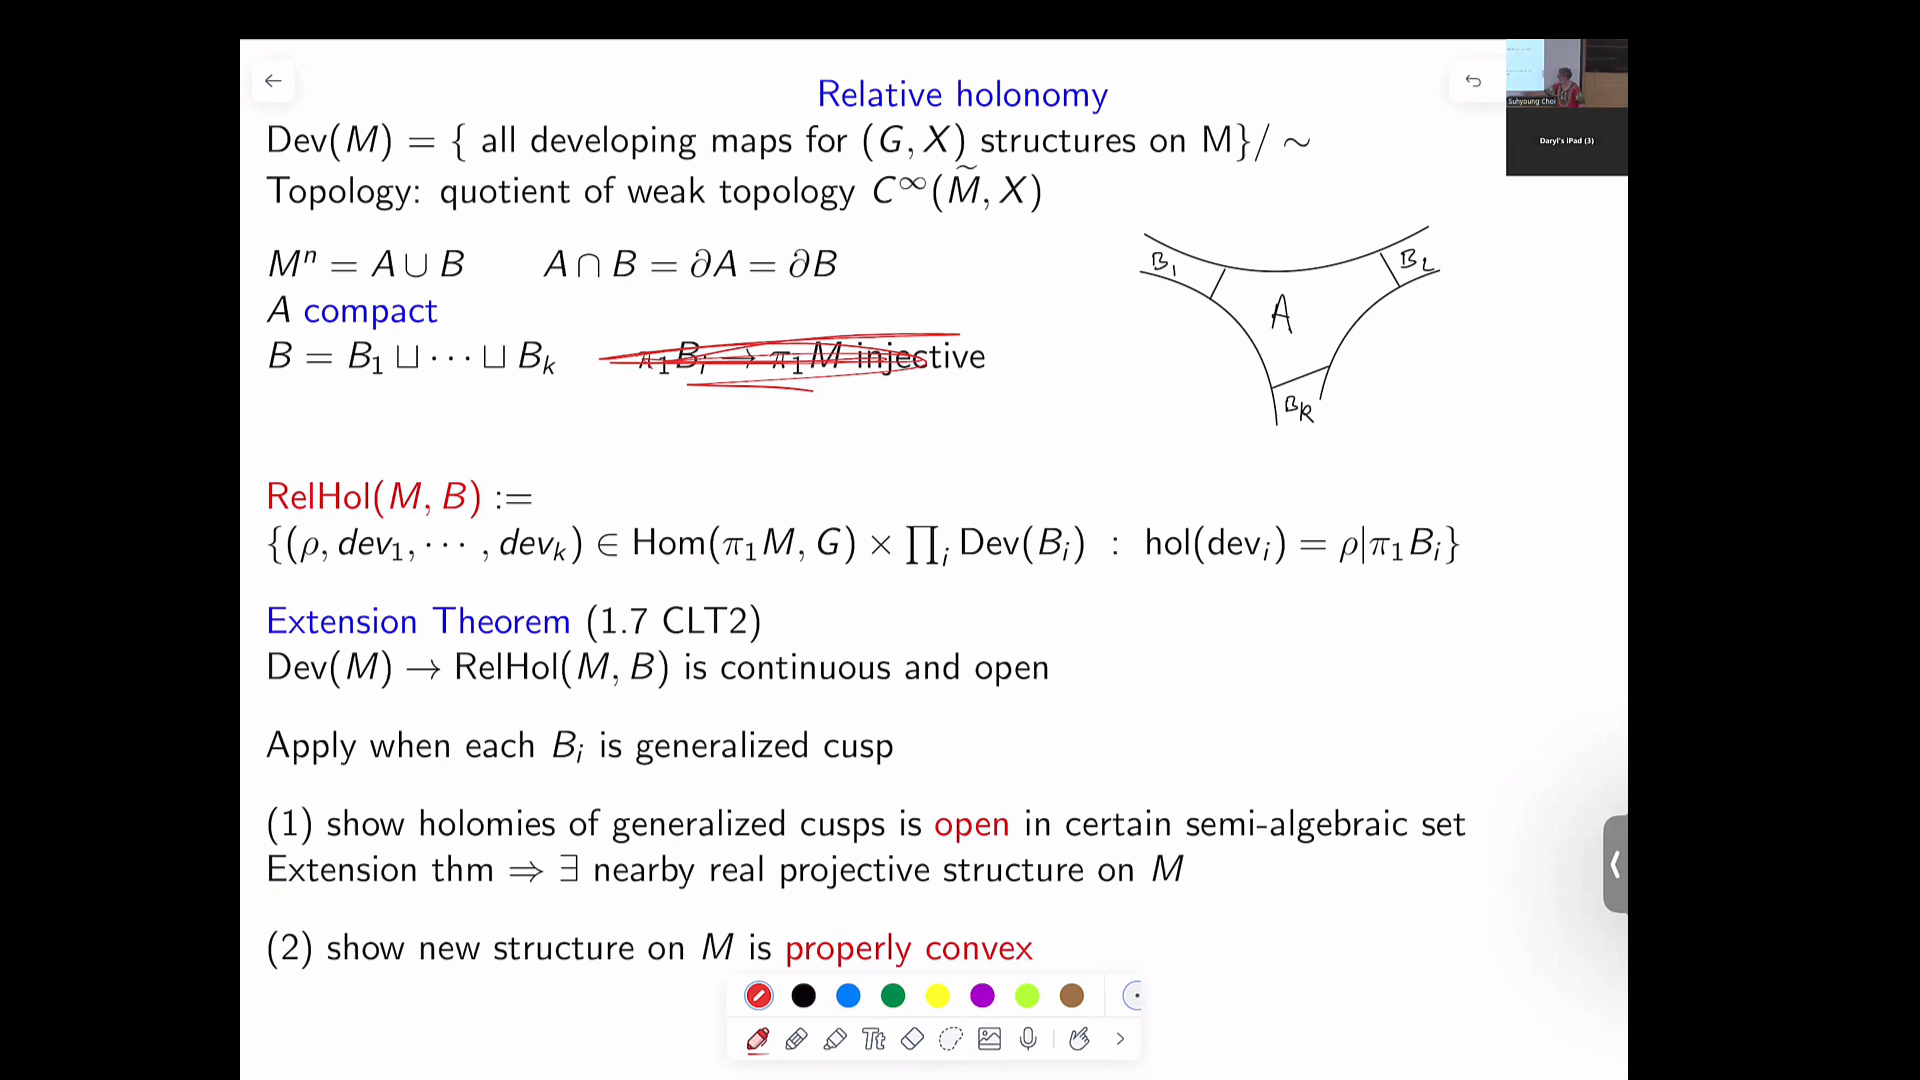 Relative holonomy
Dev(M) = { all developing maps for (G, X) structures on M}/ ∼
Topology: quotient of weak topology C^∞(M̃, X)
M^n = A ∪ B A ∩ B = ∂A = ∂B
A compact
B = B_1 ⊔ ⋯ ⊔ B_k π_1B_i → π_1M injective
B_1
B_2
A
B_k
RelHol(M, B) :=
{(ρ, dev_1, ⋯ , dev_k) ∈ Hom(π_1M, G) × ∏_i Dev(B_i) : hol(dev_i) = ρ|π_1B_i}
Extension Theorem (1.7 CLT2)
Dev(M) → RelHol(M, B) is continuous and open
Apply when each B_i is generalized cusp
(1) show holomies of generalized cusps is open in certain semi-algebraic set
Extension thm ⇒ ∃ nearby real projective structure on M
(2) show new structure on M is properly convex
Tt
Suhyoung Choi
Daryl's iPad (3)